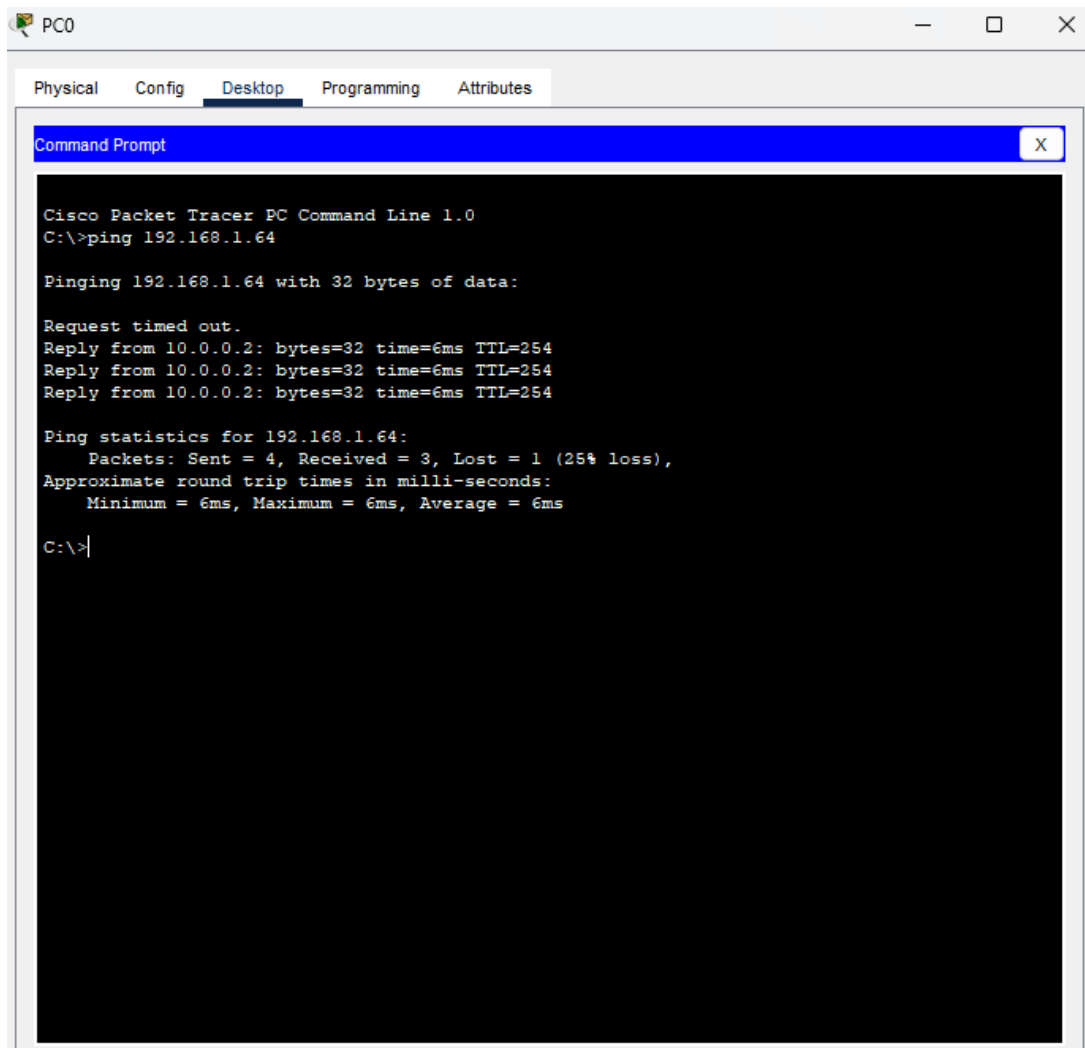 PC0
Physical Config Desktop Programming Attributes
Command Prompt X
Cisco Packet Tracer PC Command Line 1.0
C:\>ping 192.168.1.64
Pinging 192.168.1.64 with 32 bytes of data:
Request timed out.
Reply from 10.0.0.2: bytes=32 time=6ms TTL=254
Reply from 10.0.0.2: bytes=32 time=6ms TTL=254
Reply from 10.0.0.2: bytes=32 time=6ms TTL=254
Ping statistics for 192.168.1.64:
Packets: Sent = 4, Received = 3, Lost = 1 (25% loss),
Approximate round trip times in milli-seconds:
Minimum = 6ms, Maximum = 6ms, Average = 6ms
C:\>